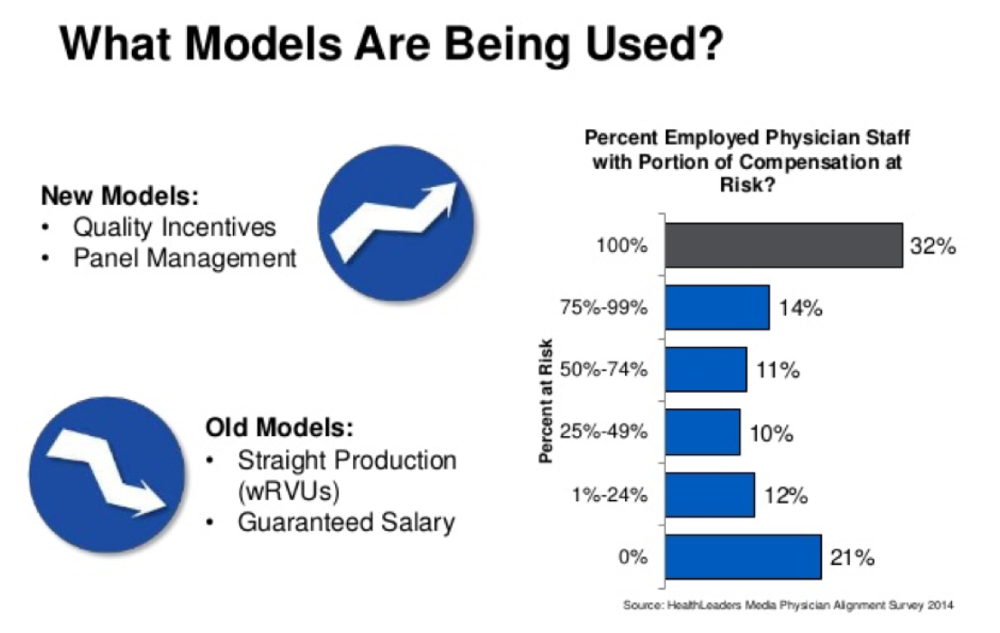 What Models Are Being Used?
New Models:
• Quality Incentives
• Panel Management
Old Models:
• Straight Production
(wRVUs)
• Guaranteed Salary
Percent Employed Physician Staff
with Portion of Compensation at
Risk?
Percent at Risk
100% 32%
75%-99% 14%
50%-74% 11%
25%-49% 10%
1%-24% 12%
0% 21%
Source: HealthLeaders Media Physician Alignment Survey 2014